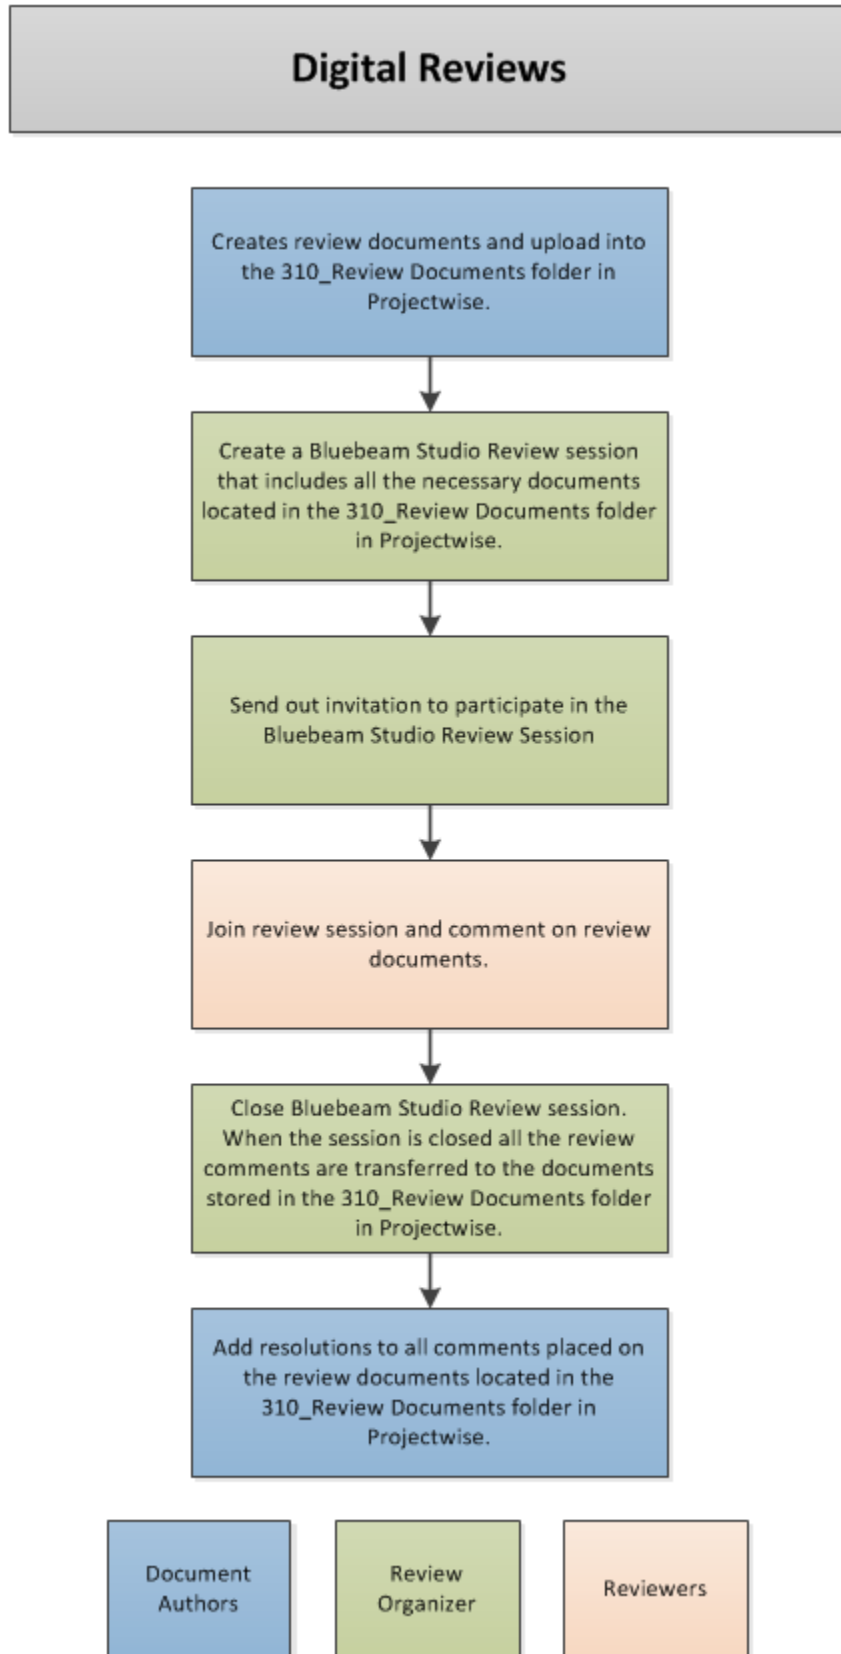 Digital Reviews
Creates review documents and upload into
the 310_Review Documents folder in
Projectwise.
Create a Bluebeam Studio Review session
that includes all the necessary documents
located in the 310_Review Documents folder
in Projectwise.
Send out invitation to participate in the
Bluebeam Studio Review Session
Join review session and comment on review
documents.
Close Bluebeam Studio Review session.
When the session is closed all the review
comments are transferred to the documents
stored in the 310_Review Documents folder
in Projectwise.
Add resolutions to all comments placed on
the review documents located in the
310_Review Documents folder in
Projectwise.
Document
Authors
Review
Organizer
Reviewers